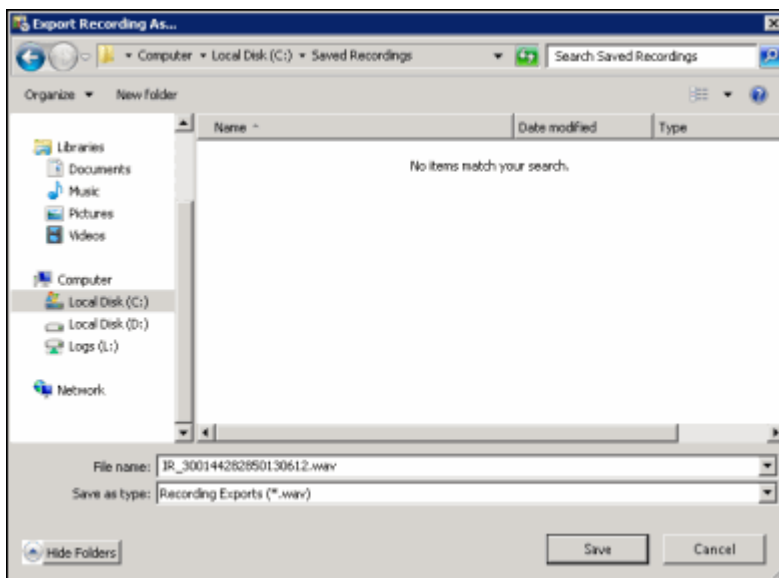 Export Recording As...
Computer Local Disk (C:) Saved Recordings Search Saved Recordings
Organize New folder
Name Date modified Type
No items match your search.
Libraries
Documents
Music
Pictures
Videos
Computer
Local Disk (C:)
Local Disk (D:)
Logs (L:)
Network
File name: IR_300144282850130612.wav
Save as type: Recording Exports (*.wav)
Hide Folders Save Cancel